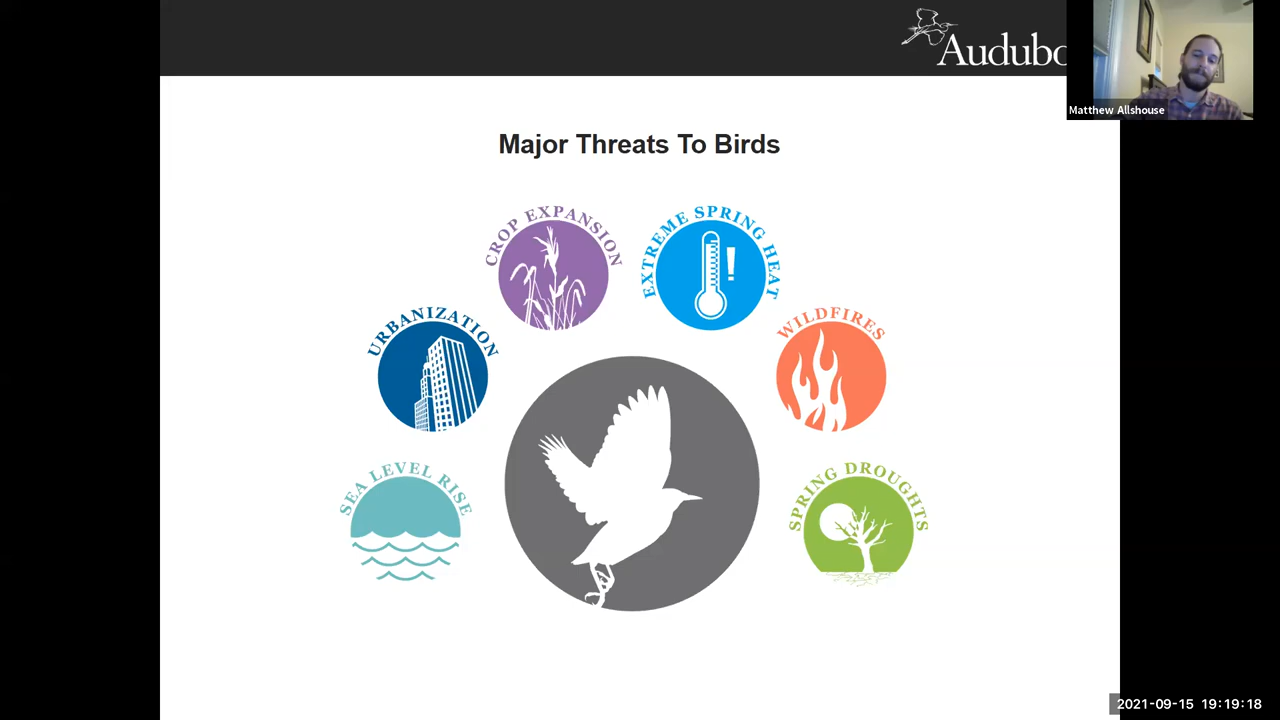 Audubo
Matthew Allshouse
Major Threats To Birds
CROP EXPANSION
EXTREME SPRING HEAT
!
URBANIZATION
WILDFIRES
SEA LEVEL RISE
SPRING DROUGHTS
2021-09-15 19:19:18